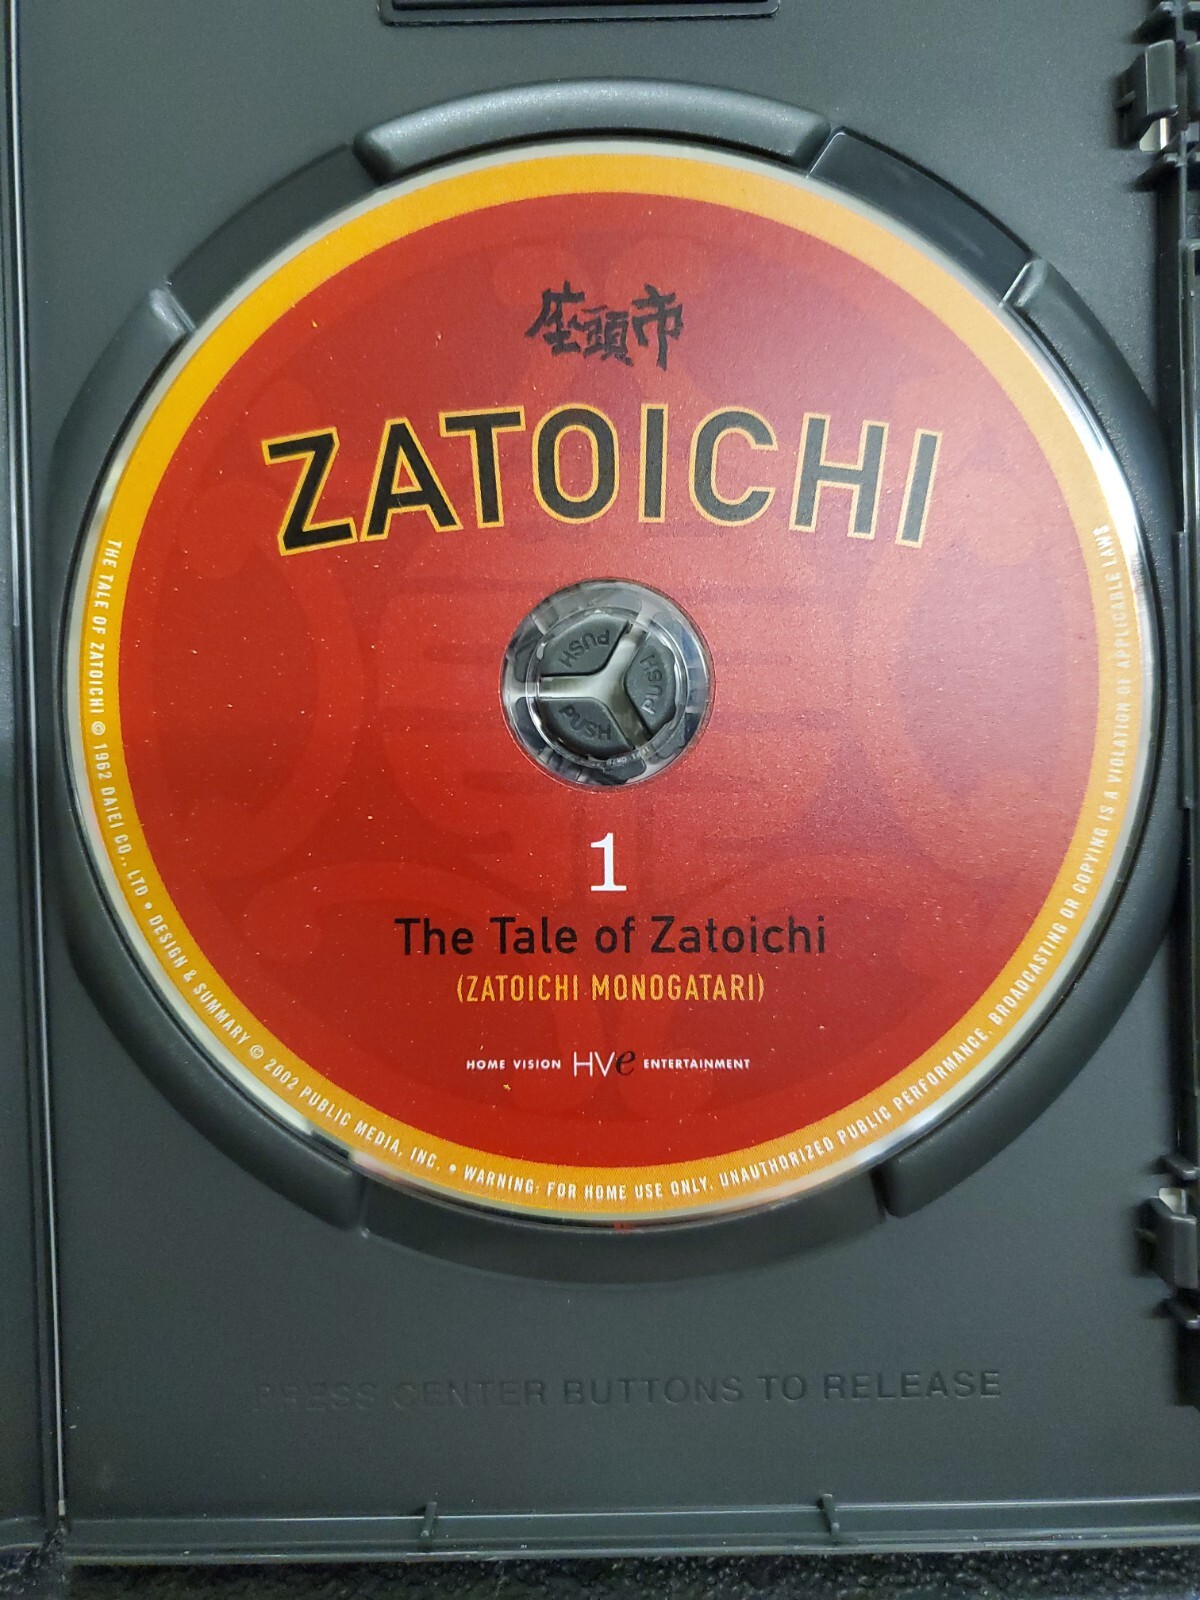 座頭市
ZATOICHI
PUSH
PUSH
PUSH
1
The Tale of Zatoichi
(ZATOICHI MONOGATARI)
HOME VISION HVe ENTERTAINMENT
THE TALE OF ZATOICHI © 1962 DAIEI CO., LTD • DESIGN & SUMMARY © 2002 PUBLIC MEDIA, INC. • WARNING: FOR HOME USE ONLY. UNAUTHORIZED PUBLIC PERFORMANCE, BROADCASTING OR COPYING IS A VIOLATION OF APPLICABLE LAWS
PRESS CENTER BUTTONS TO RELEASE